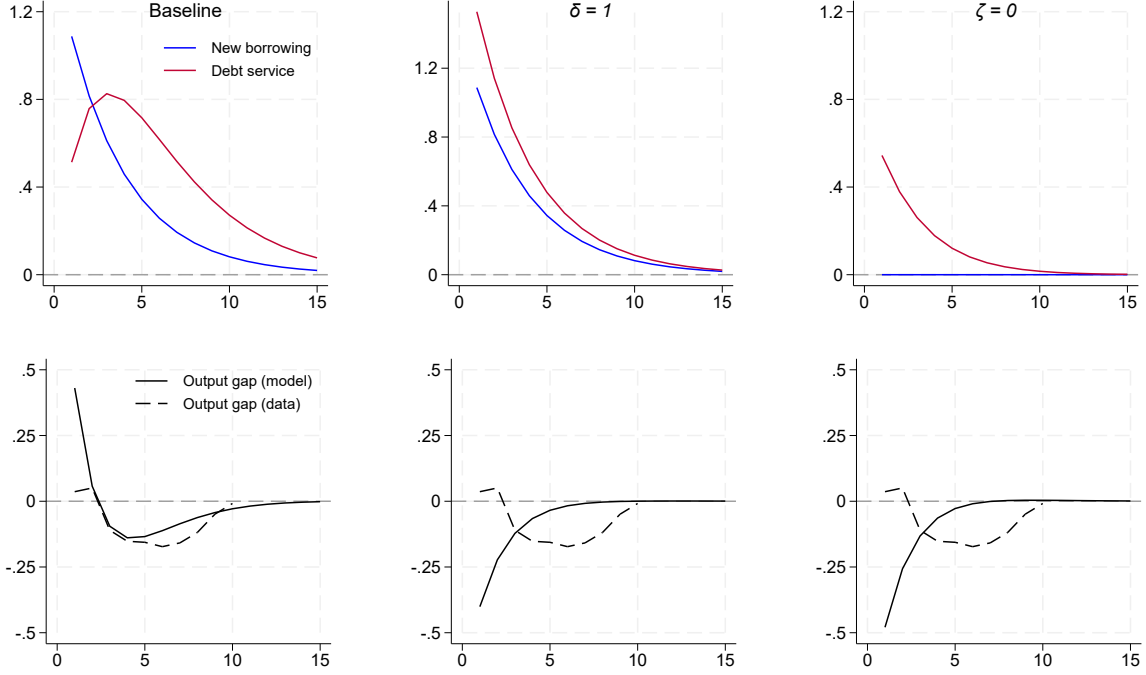 Baseline
δ = 1
ζ = 0
1.2
.8
.4
0
New borrowing
Debt service
0 5 10 15
1.2
.8
.4
0
0 5 10 15
1.2
.8
.4
0
0 5 10 15
.5
.25
0
-.25
-.5
Output gap (model)
Output gap (data)
0 5 10 15
.5
.25
0
-.25
-.5
0 5 10 15
.5
.25
0
-.25
-.5
0 5 10 15